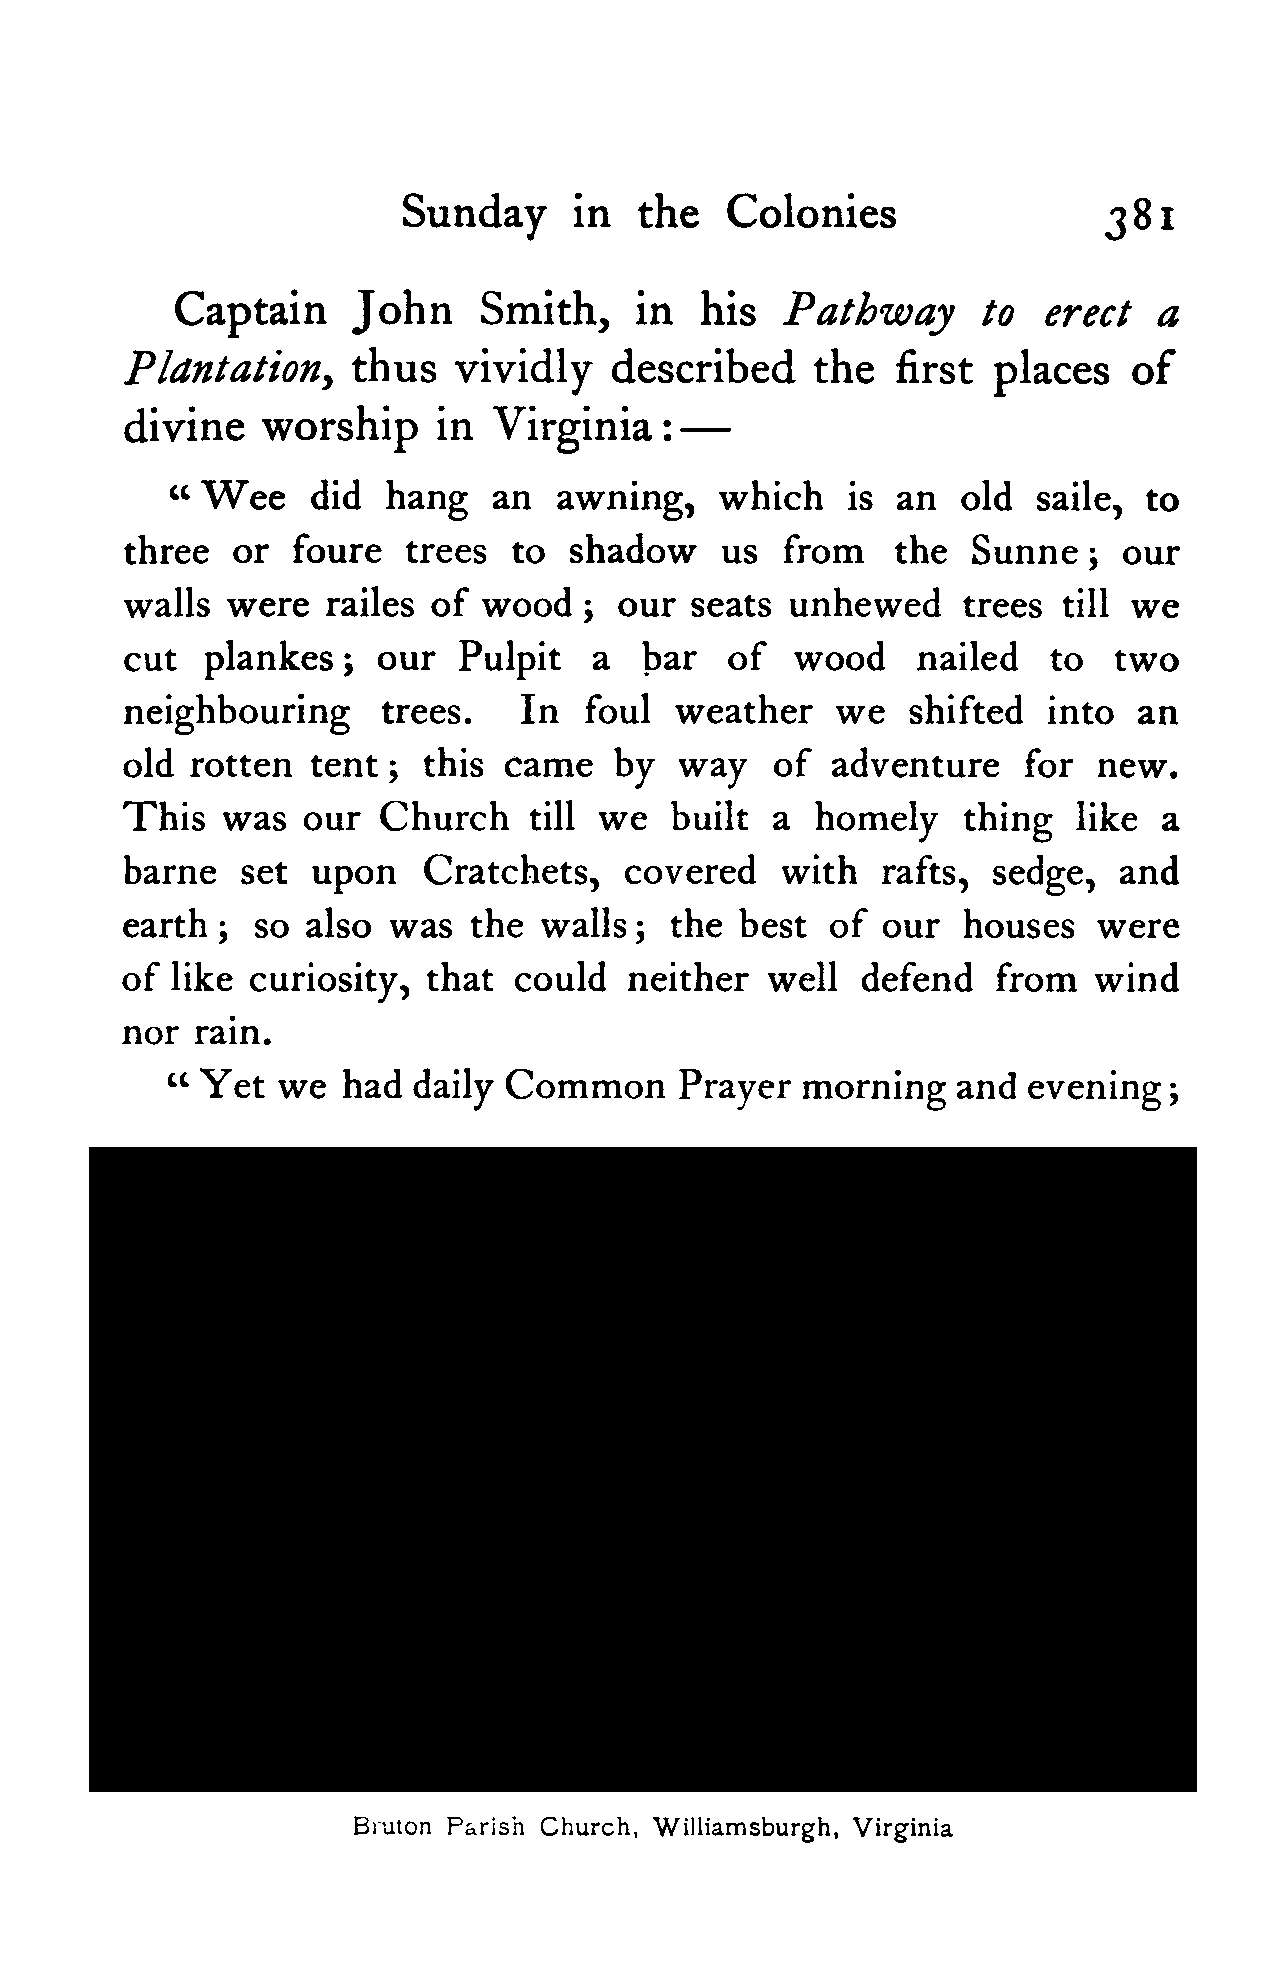 Sunday in the Colonies 381
Captain John Smith, in his Pathway to erect a
Plantation, thus vividly described the first places of
divine worship in Virginia : —
“ Wee did hang an awning, which is an old saile, to
three or foure trees to shadow us from the Sunne ; our
walls were railes of wood ; our seats unhewed trees till we
cut plankes ; our Pulpit a bar of wood nailed to two
neighbouring trees. In foul weather we shifted into an
old rotten tent ; this came by way of adventure for new.
This was our Church till we built a homely thing like a
barne set upon Cratchets, covered with rafts, sedge, and
earth ; so also was the walls ; the best of our houses were
of like curiosity, that could neither well defend from wind
nor rain.
“ Yet we had daily Common Prayer morning and evening ;
Bruton Parish Church, Williamsburgh, Virginia